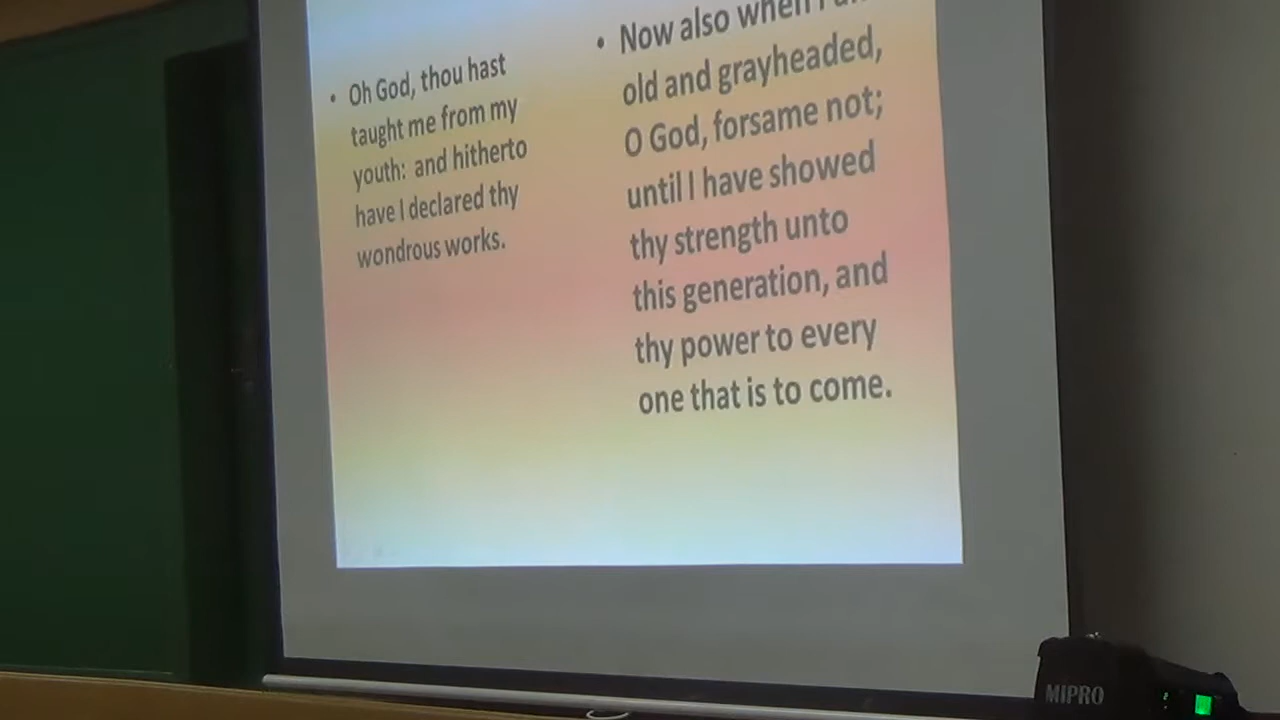 • Oh God, thou hast
taught me from my
youth: and hitherto
have I declared thy
wondrous works.
• Now also when I
old and grayheaded,
O God, forsame not;
until I have showed
thy strength unto
this generation, and
thy power to every
one that is to come.
MIPRO